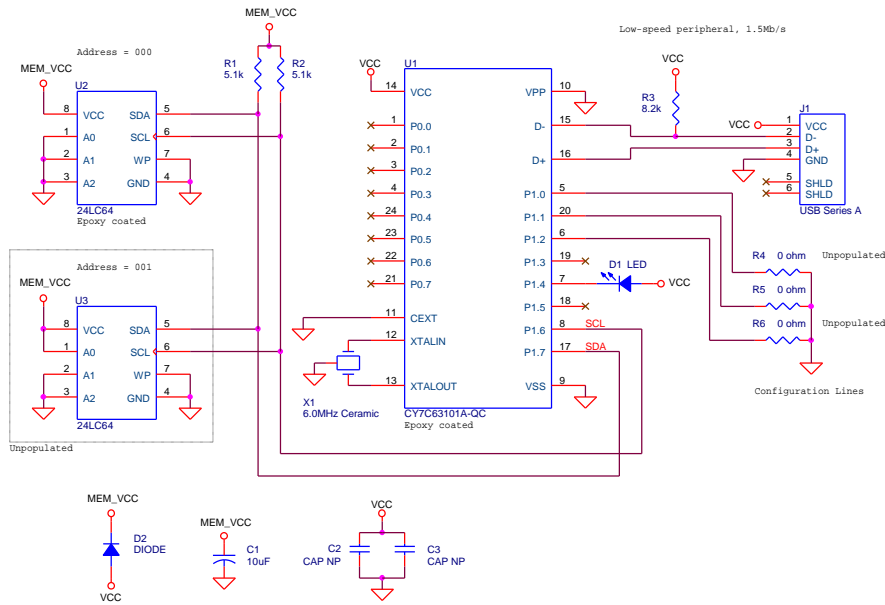 MEM_VCC
Low-speed peripheral, 1.5Mb/s
Address = 000
MEM_VCC
R1
5.1k
R2
5.1k
U2
8 VCC SDA 5
1 A0 SCL 6
2 A1 WP 7
3 A2 GND 4
24LC64
Epoxy coated
VCC
U1
14 VCC VPP 10
1 P0.0 D- 15
2 P0.1 D+ 16
3 P0.2
4 P0.3 P1.0 5
24 P0.4 P1.1 20
23 P0.5 P1.2 6
22 P0.6 P1.3 19
21 P0.7 P1.4 7
P1.5 18
11 CEXT P1.6 8 SCL
12 XTALIN P1.7 17 SDA
13 XTALOUT VSS 9
CY7C63101A-QC
Epoxy coated
X1
6.0MHz Ceramic
D1 LED
VCC
VCC
R3
8.2k
J1
VCC 1 VCC
2 D-
3 D+
4 GND
5 SHLD
6 SHLD
USB Series A
R4 0 ohm Unpopulated
R5 0 ohm
R6 0 ohm Unpopulated
Configuration Lines
Address = 001
MEM_VCC
U3
8 VCC SDA 5
1 A0 SCL 6
2 A1 WP 7
3 A2 GND 4
24LC64
Unpopulated
MEM_VCC
D2
DIODE
VCC
MEM_VCC
C1
10uF
VCC
C2
CAP NP
C3
CAP NP